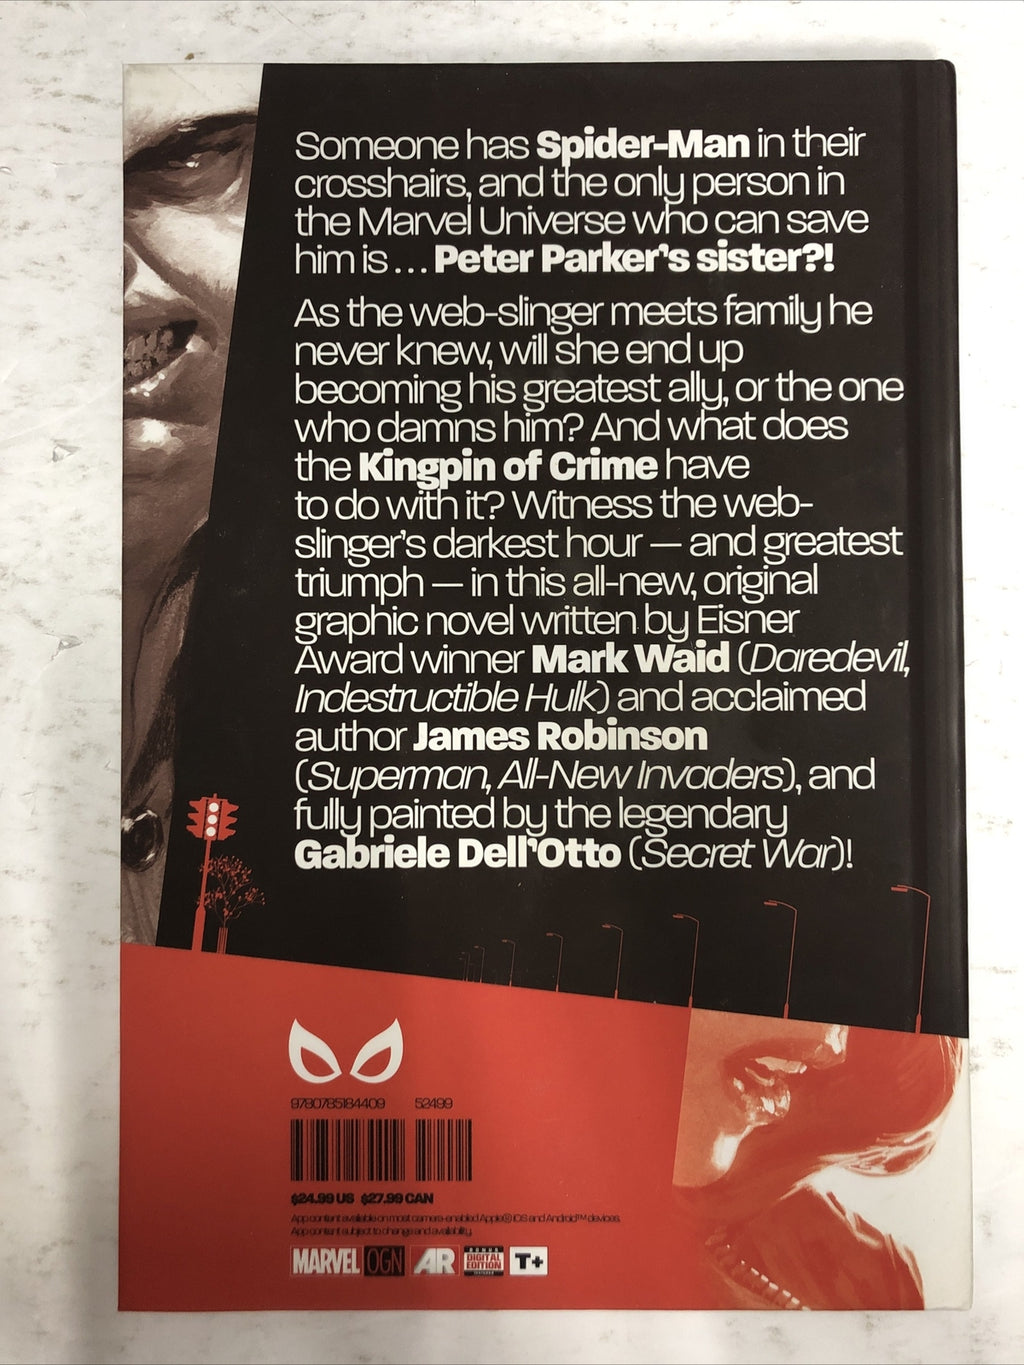 Someone has Spider-Man in their
crosshairs, and the only person in
the Marvel Universe who can save
him is . . . Peter Parker's sister?!
As the web-slinger meets family he
never knew, will she end up
becoming his greatest ally, or the one
who damns him? And what does
the Kingpin of Crime have
to do with it? Witness the web-
slinger's darkest hour — and greatest
triumph — in this all-new, original
graphic novel written by Eisner
Award winner Mark Waid (Daredevil,
Indestructible Hulk) and acclaimed
author James Robinson
(Superman, All-New Invaders), and
fully painted by the legendary
Gabriele Dell'Otto (Secret War)!
9780785184409 52499
$24.99 US $27.99 CAN
App content available on most camera-enabled Apple® iOS and Android™ devices.
App content subject to change and availability.
MARVEL OGN AR BONUS DIGITAL EDITION T+